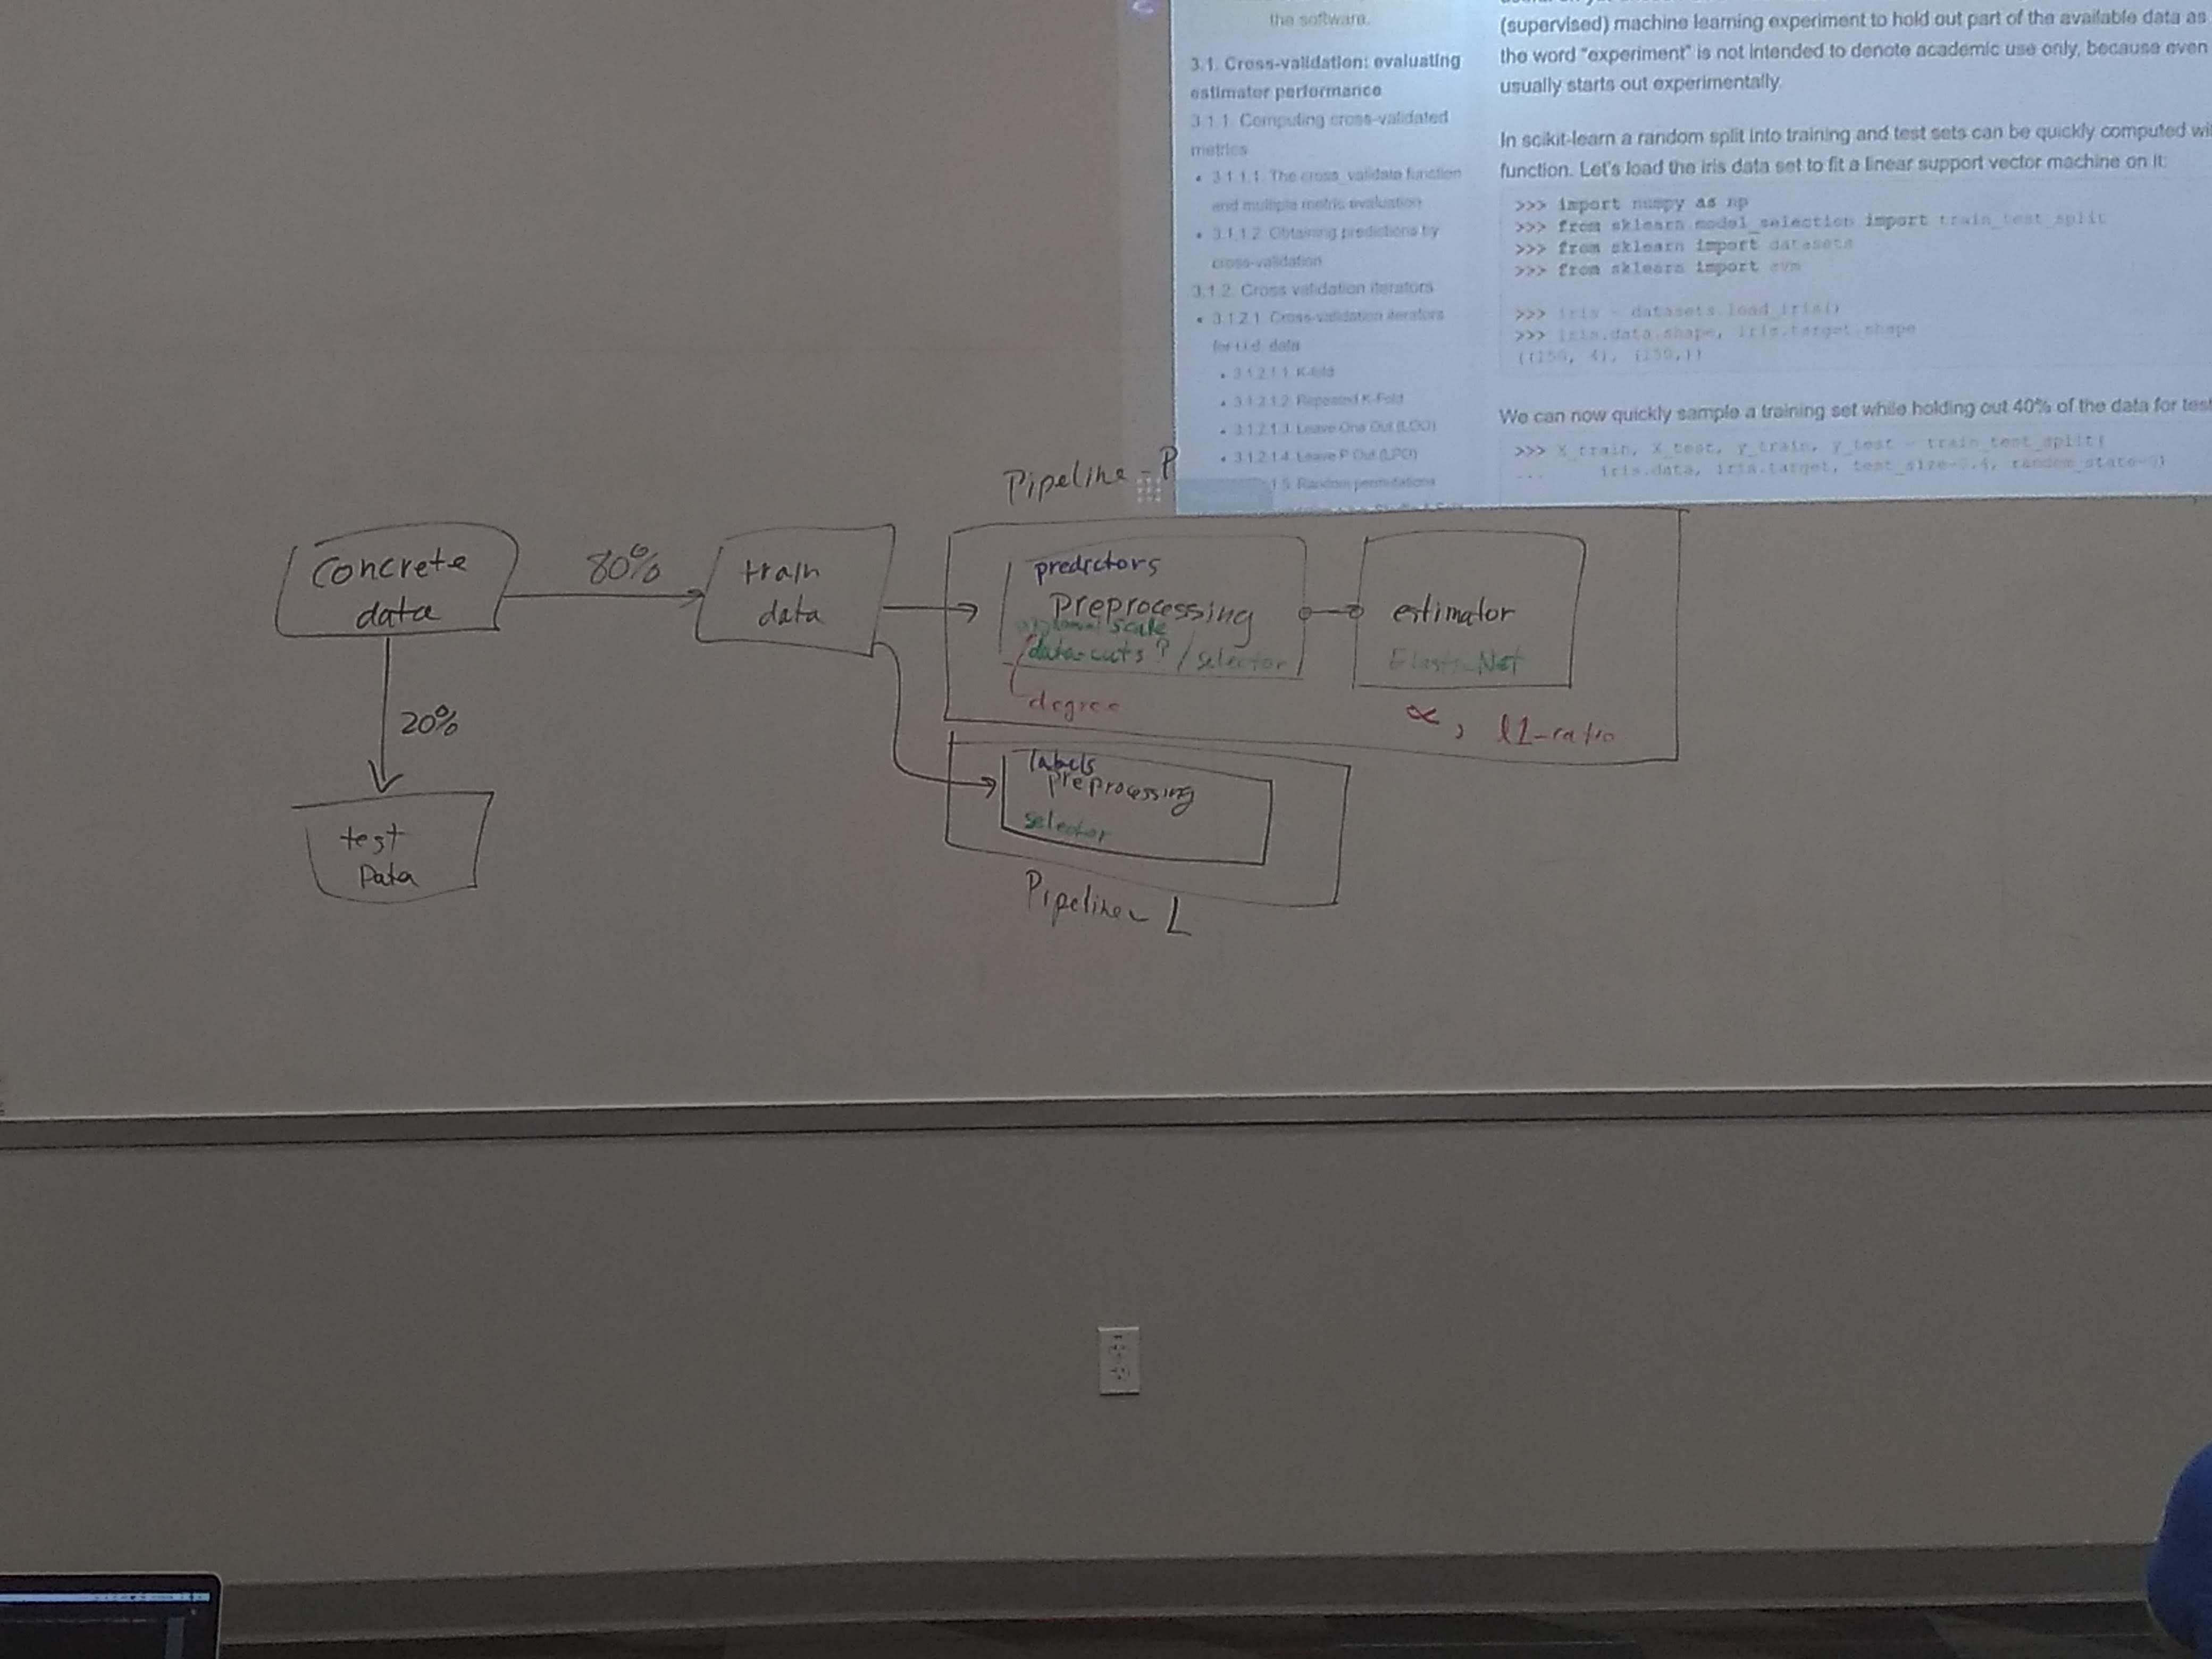 the software.
3.1. Cross-validation: evaluating
estimator performance
3.1.1. Computing cross-validated
metrics
3.1.1.1. The cross_validate function
and multiple metric evaluation
3.1.1.2. Obtaining predictions by
cross-validation
3.1.2. Cross validation iterators
3.1.2.1. Cross-validation iterators
for i.i.d. data
3.1.2.1.1. K-fold
3.1.2.1.2. Repeated K-Fold
3.1.2.1.3. Leave One Out (LOO)
3.1.2.1.4. Leave P Out (LPO)
1.5. Random permutations
(supervised) machine learning experiment to hold out part of the available data as
the word "experiment" is not intended to denote academic use only, because even
usually starts out experimentally.
In scikit-learn a random split into training and test sets can be quickly computed wi
function. Let's load the iris data set to fit a linear support vector machine on it:
>>> import numpy as np
>>> from sklearn.model_selection import train_test_split
>>> from sklearn import datasets
>>> from sklearn import svm
>>> iris = datasets.load_iris()
>>> iris.data.shape, iris.target.shape
((150, 4), (150,))
We can now quickly sample a training set while holding out 40% of the data for test
>>> X_train, X_test, y_train, y_test = train_test_split(
... iris.data, iris.target, test_size=0.4, random_state=0)
Pipeline - P
Concrete
data
80%
train
data
predictors
preprocessing
scale
data-cuts? / selector
degree
estimator
Elastic-Net
α, l1-ratio
20%
test
Data
labels
preprocessing
selector
Pipeline - L